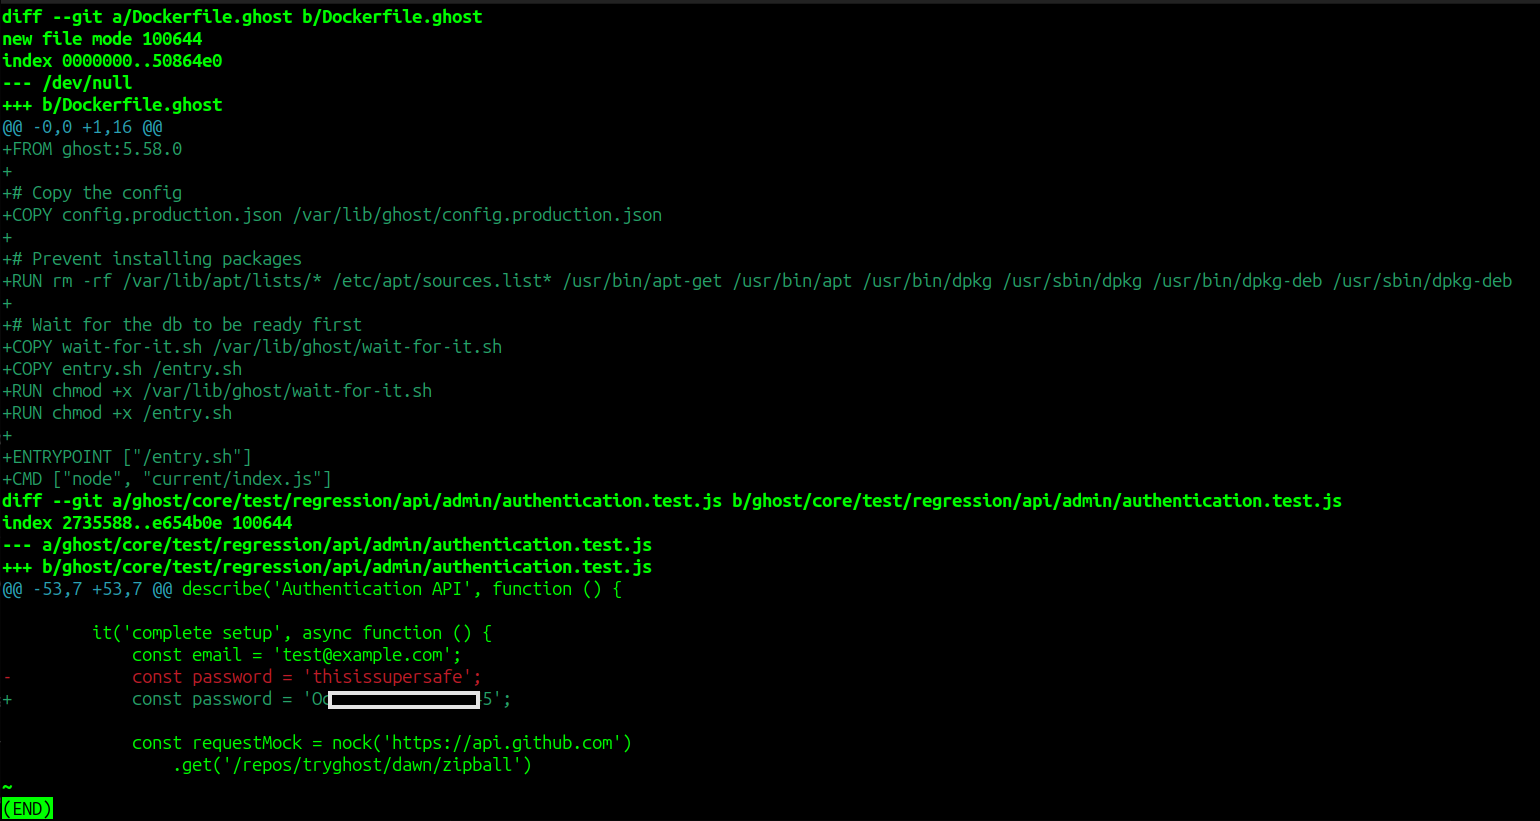 diff --git a/Dockerfile.ghost b/Dockerfile.ghost
new file mode 100644
index 0000000..50864e0
--- /dev/null
+++ b/Dockerfile.ghost
@@ -0,0 +1,16 @@
+FROM ghost:5.58.0
+
+# Copy the config
+COPY config.production.json /var/lib/ghost/config.production.json
+
+# Prevent installing packages
+RUN rm -rf /var/lib/apt/lists/* /etc/apt/sources.list* /usr/bin/apt-get /usr/bin/apt /usr/bin/dpkg /usr/sbin/dpkg /usr/bin/dpkg-deb /usr/sbin/dpkg-deb
+
+# Wait for the db to be ready first
+COPY wait-for-it.sh /var/lib/ghost/wait-for-it.sh
+COPY entry.sh /entry.sh
+RUN chmod +x /var/lib/ghost/wait-for-it.sh
+RUN chmod +x /entry.sh
+
+ENTRYPOINT ["/entry.sh"]
+CMD ["node", "current/index.js"]
diff --git a/ghost/core/test/regression/api/admin/authentication.test.js b/ghost/core/test/regression/api/admin/authentication.test.js
index 2735588..e654b0e 100644
--- a/ghost/core/test/regression/api/admin/authentication.test.js
+++ b/ghost/core/test/regression/api/admin/authentication.test.js
@@ -53,7 +53,7 @@ describe('Authentication API', function () {

         it('complete setup', async function () {
             const email = 'test@example.com';
-            const password = 'thisissupersafe';
+            const password = 'O 5';

             const requestMock = nock('https://api.github.com')
                 .get('/repos/tryghost/dawn/zipball')
~
(END)